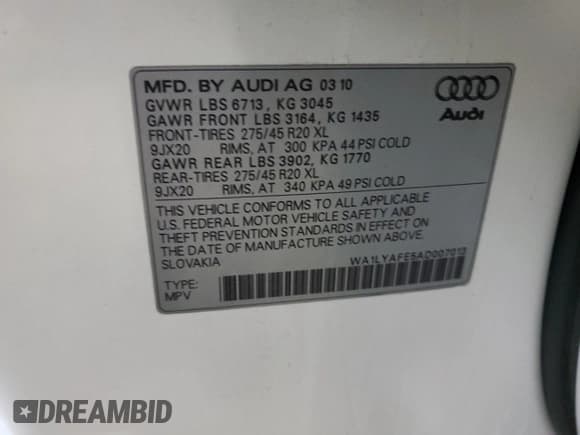 MFD. BY AUDI AG 03 10
GVWR LBS 6713 , KG 3045
GAWR FRONT LBS 3164, KG 1435
FRONT-TIRES 275/45 R20 XL
9JX20 RIMS, AT 300 KPA 44 PSI COLD
GAWR REAR LBS 3902, KG 1770
REAR-TIRES 275/45 R20 XL
9JX20 RIMS, AT 340 KPA 49 PSI COLD
Audi
THIS VEHICLE CONFORMS TO ALL APPLICABLE
U.S. FEDERAL MOTOR VEHICLE SAFETY AND
THEFT PREVENTION STANDARDS IN EFFECT ON
THE DATE OF MANUFACTURE SHOWN ABOVE.
SLOVAKIA
WA1LYAFE5AD007013
TYPE:
MPV
DREAMBID